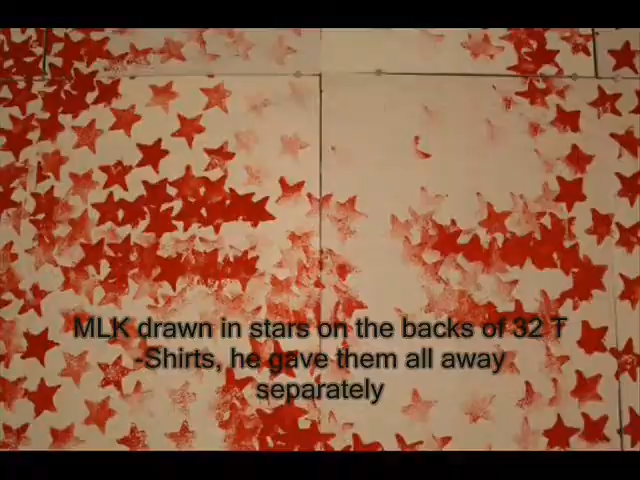 MLK drawn in stars on the backs of 32 T
-Shirts, he gave them all away
separately